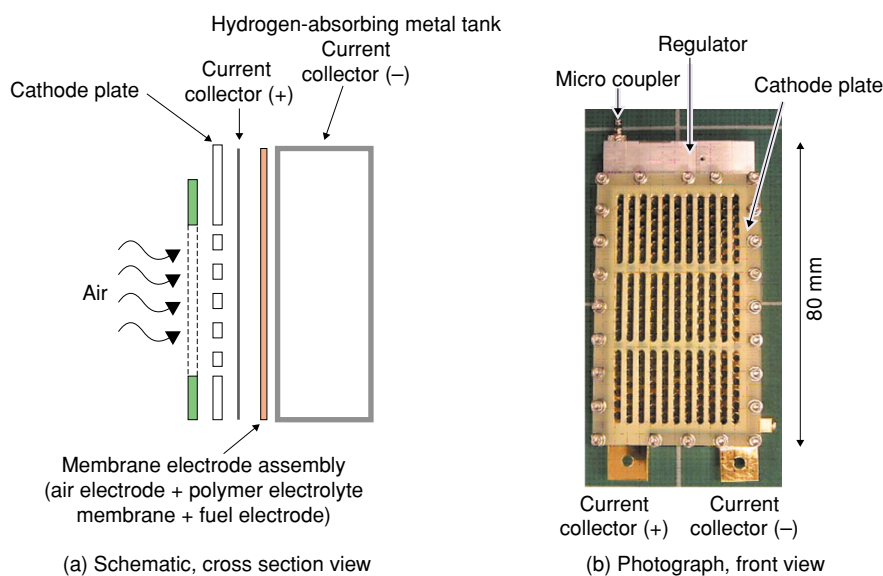 Hydrogen-absorbing metal tank
Current
collector (–)
Current
collector (+)
Cathode plate
Air
Membrane electrode assembly
(air electrode + polymer electrolyte
membrane + fuel electrode)
(a) Schematic, cross section view
Regulator
Micro coupler
Cathode plate
80 mm
Current
collector (+)
Current
collector (–)
(b) Photograph, front view